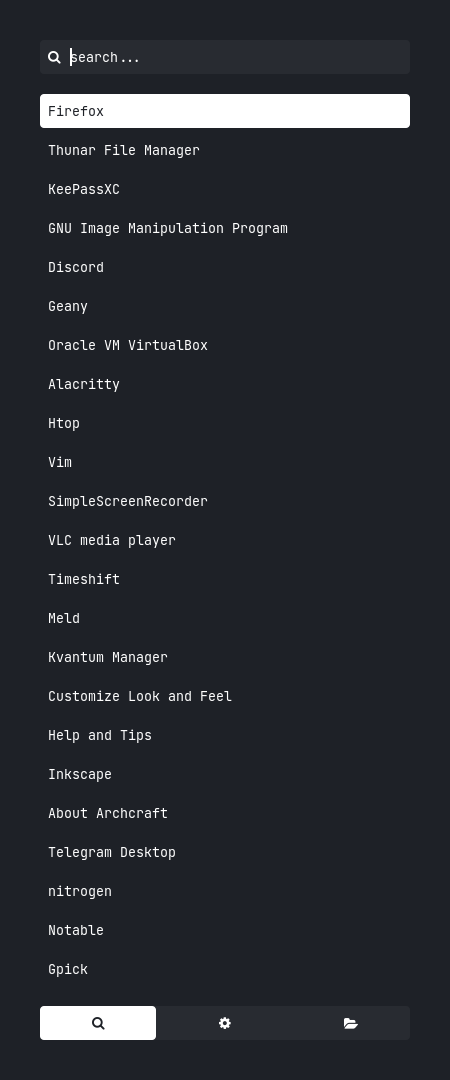 search...
Firefox
Thunar File Manager
KeePassXC
GNU Image Manipulation Program
Discord
Geany
Oracle VM VirtualBox
Alacritty
Htop
Vim
SimpleScreenRecorder
VLC media player
Timeshift
Meld
Kvantum Manager
Customize Look and Feel
Help and Tips
Inkscape
About Archcraft
Telegram Desktop
nitrogen
Notable
Gpick